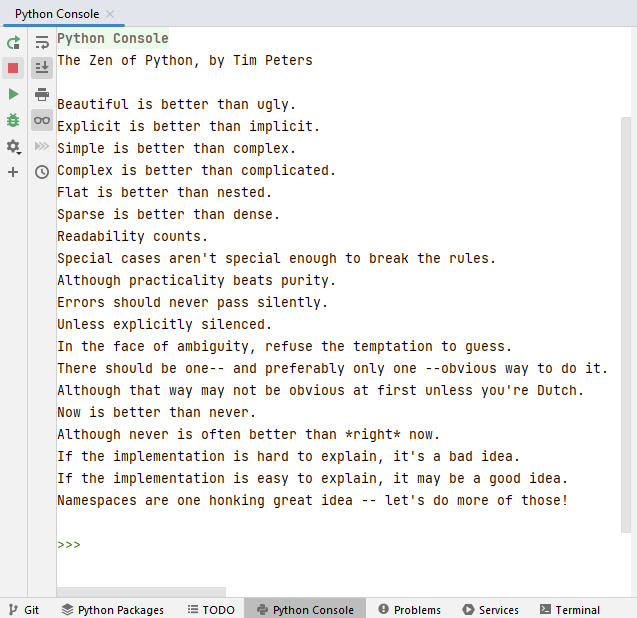 Python Console
Python Console
The Zen of Python, by Tim Peters
Beautiful is better than ugly.
Explicit is better than implicit.
Simple is better than complex.
Complex is better than complicated.
Flat is better than nested.
Sparse is better than dense.
Readability counts.
Special cases aren't special enough to break the rules.
Although practicality beats purity.
Errors should never pass silently.
Unless explicitly silenced.
In the face of ambiguity, refuse the temptation to guess.
There should be one-- and preferably only one --obvious way to do it.
Although that way may not be obvious at first unless you're Dutch.
Now is better than never.
Although never is often better than *right* now.
If the implementation is hard to explain, it's a bad idea.
If the implementation is easy to explain, it may be a good idea.
Namespaces are one honking great idea -- let's do more of those!
>>>
Git Python Packages TODO Python Console Problems Services Terminal